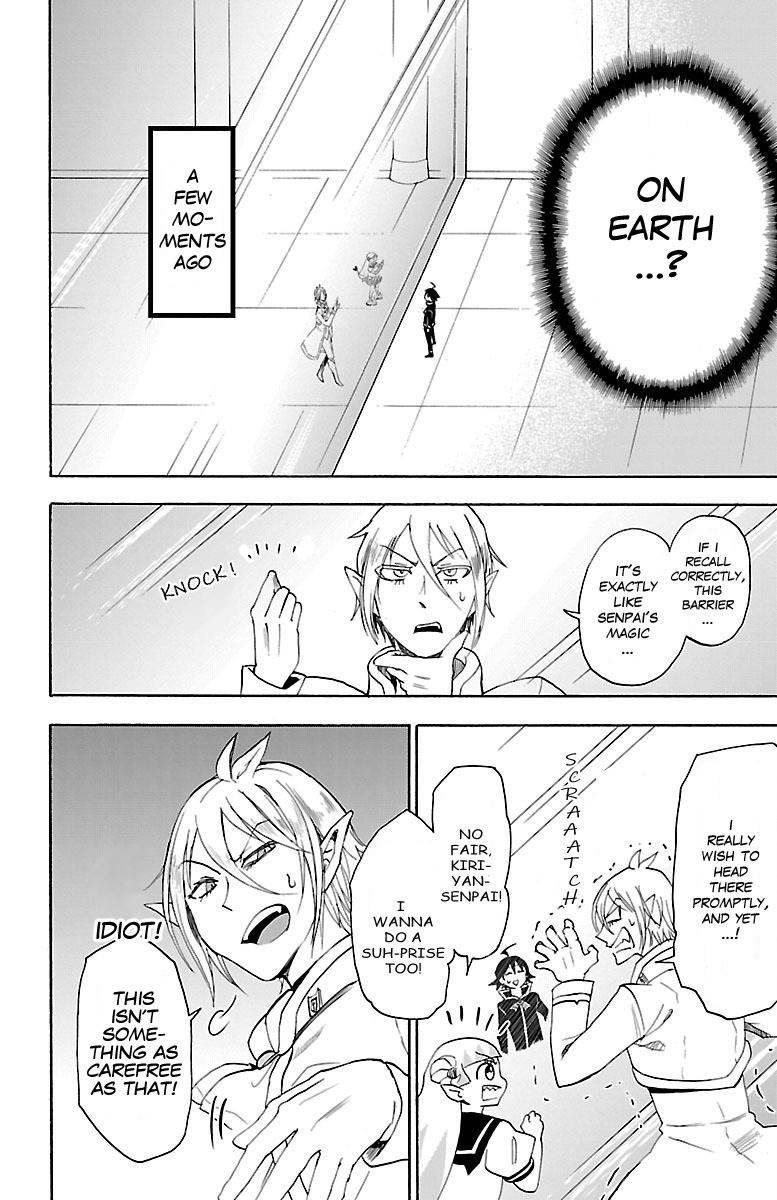 ON
EARTH
...?
A
FEW
MO-
MENTS
AGO
IF I
RECALL
CORRECTLY,
THIS
BARRIER
...
IT'S
EXACTLY
LIKE
SENPAI'S
MAGIC
...
KNOCK!
I
REALLY
WISH TO
HEAD
THERE
PROMPTLY,
AND YET
...!
SCRAAATCH
NO
FAIR,
KIRI-
YAN-
SENPAI!
I
WANNA
DO A
SUH-PRISE
TOO!
IDIOT!
THIS
ISN'T
SOME-
THING AS
CAREFREE
AS THAT!